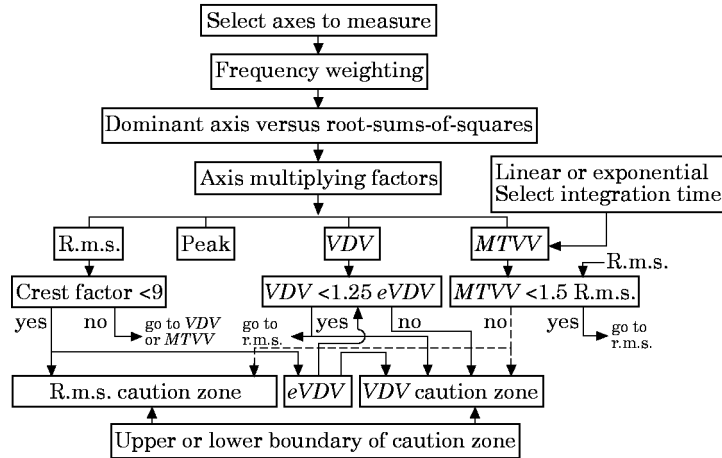 Select axes to measure
Frequency weighting
Dominant axis versus root-sums-of-squares
Axis multiplying factors
Linear or exponential
Select integration time
R.m.s.
Peak
VDV
MTVV
R.m.s.
Crest factor <9
VDV <1.25 eVDV
MTVV <1.5 R.m.s.
yes
no
go to VDV
or MTVV
go to
r.m.s.
yes
no
no
yes
go to
r.m.s.
R.m.s. caution zone
eVDV
VDV caution zone
Upper or lower boundary of caution zone